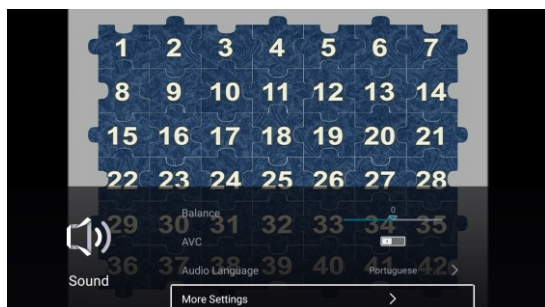 1 2 3 4 5 6 7
8 9 10 11 12 13 14
15 16 17 18 19 20 21
22 23 24 25 26 27 28
Balance 0
29 30 31 32 33 34 35
AVC
Sound
36 37 38 39 40 41 42
Audio Language Portuguese >
More Settings >